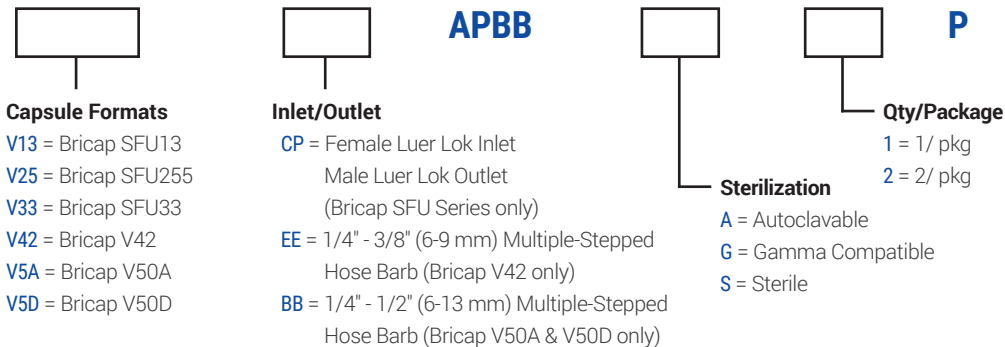 APBB P
Capsule Formats
V13 = Bricap SFU13
V25 = Bricap SFU255
V33 = Bricap SFU33
V42 = Bricap V42
V5A = Bricap V50A
V5D = Bricap V50D
Inlet/Outlet
CP = Female Luer Lok Inlet
Male Luer Lok Outlet
(Bricap SFU Series only)
EE = 1/4" - 3/8" (6-9 mm) Multiple-Stepped
Hose Barb (Bricap V42 only)
BB = 1/4" - 1/2" (6-13 mm) Multiple-Stepped
Hose Barb (Bricap V50A & V50D only)
Sterilization
A = Autoclavable
G = Gamma Compatible
S = Sterile
Qty/Package
1 = 1/ pkg
2 = 2/ pkg